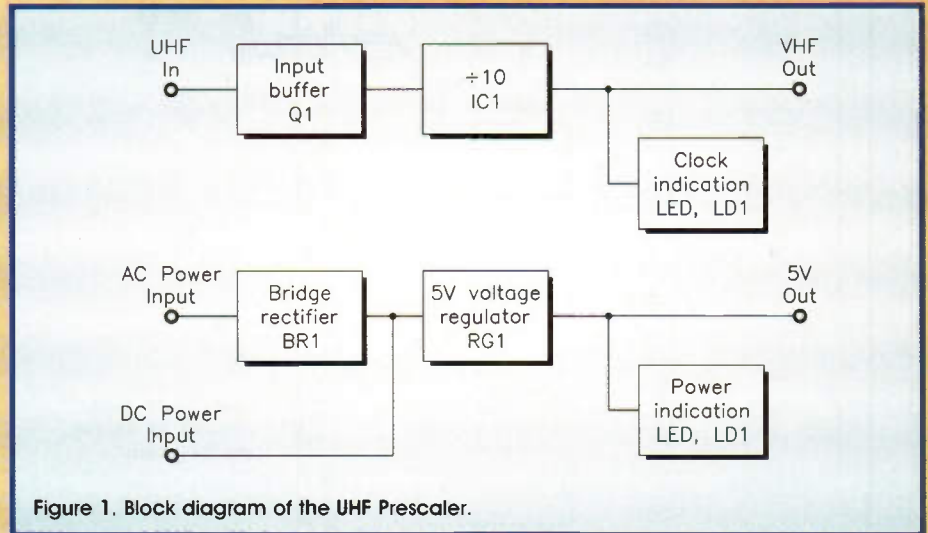 UHF
In
Input
buffer
Q1
÷10
IC1
VHF
Out
Clock
indication
LED, LD1
AC Power
Input
Bridge
rectifier
BR1
5V voltage
regulator
RG1
5V
Out
Power
indication
LED, LD1
DC Power
Input
Figure 1. Block diagram of the UHF Prescaler.